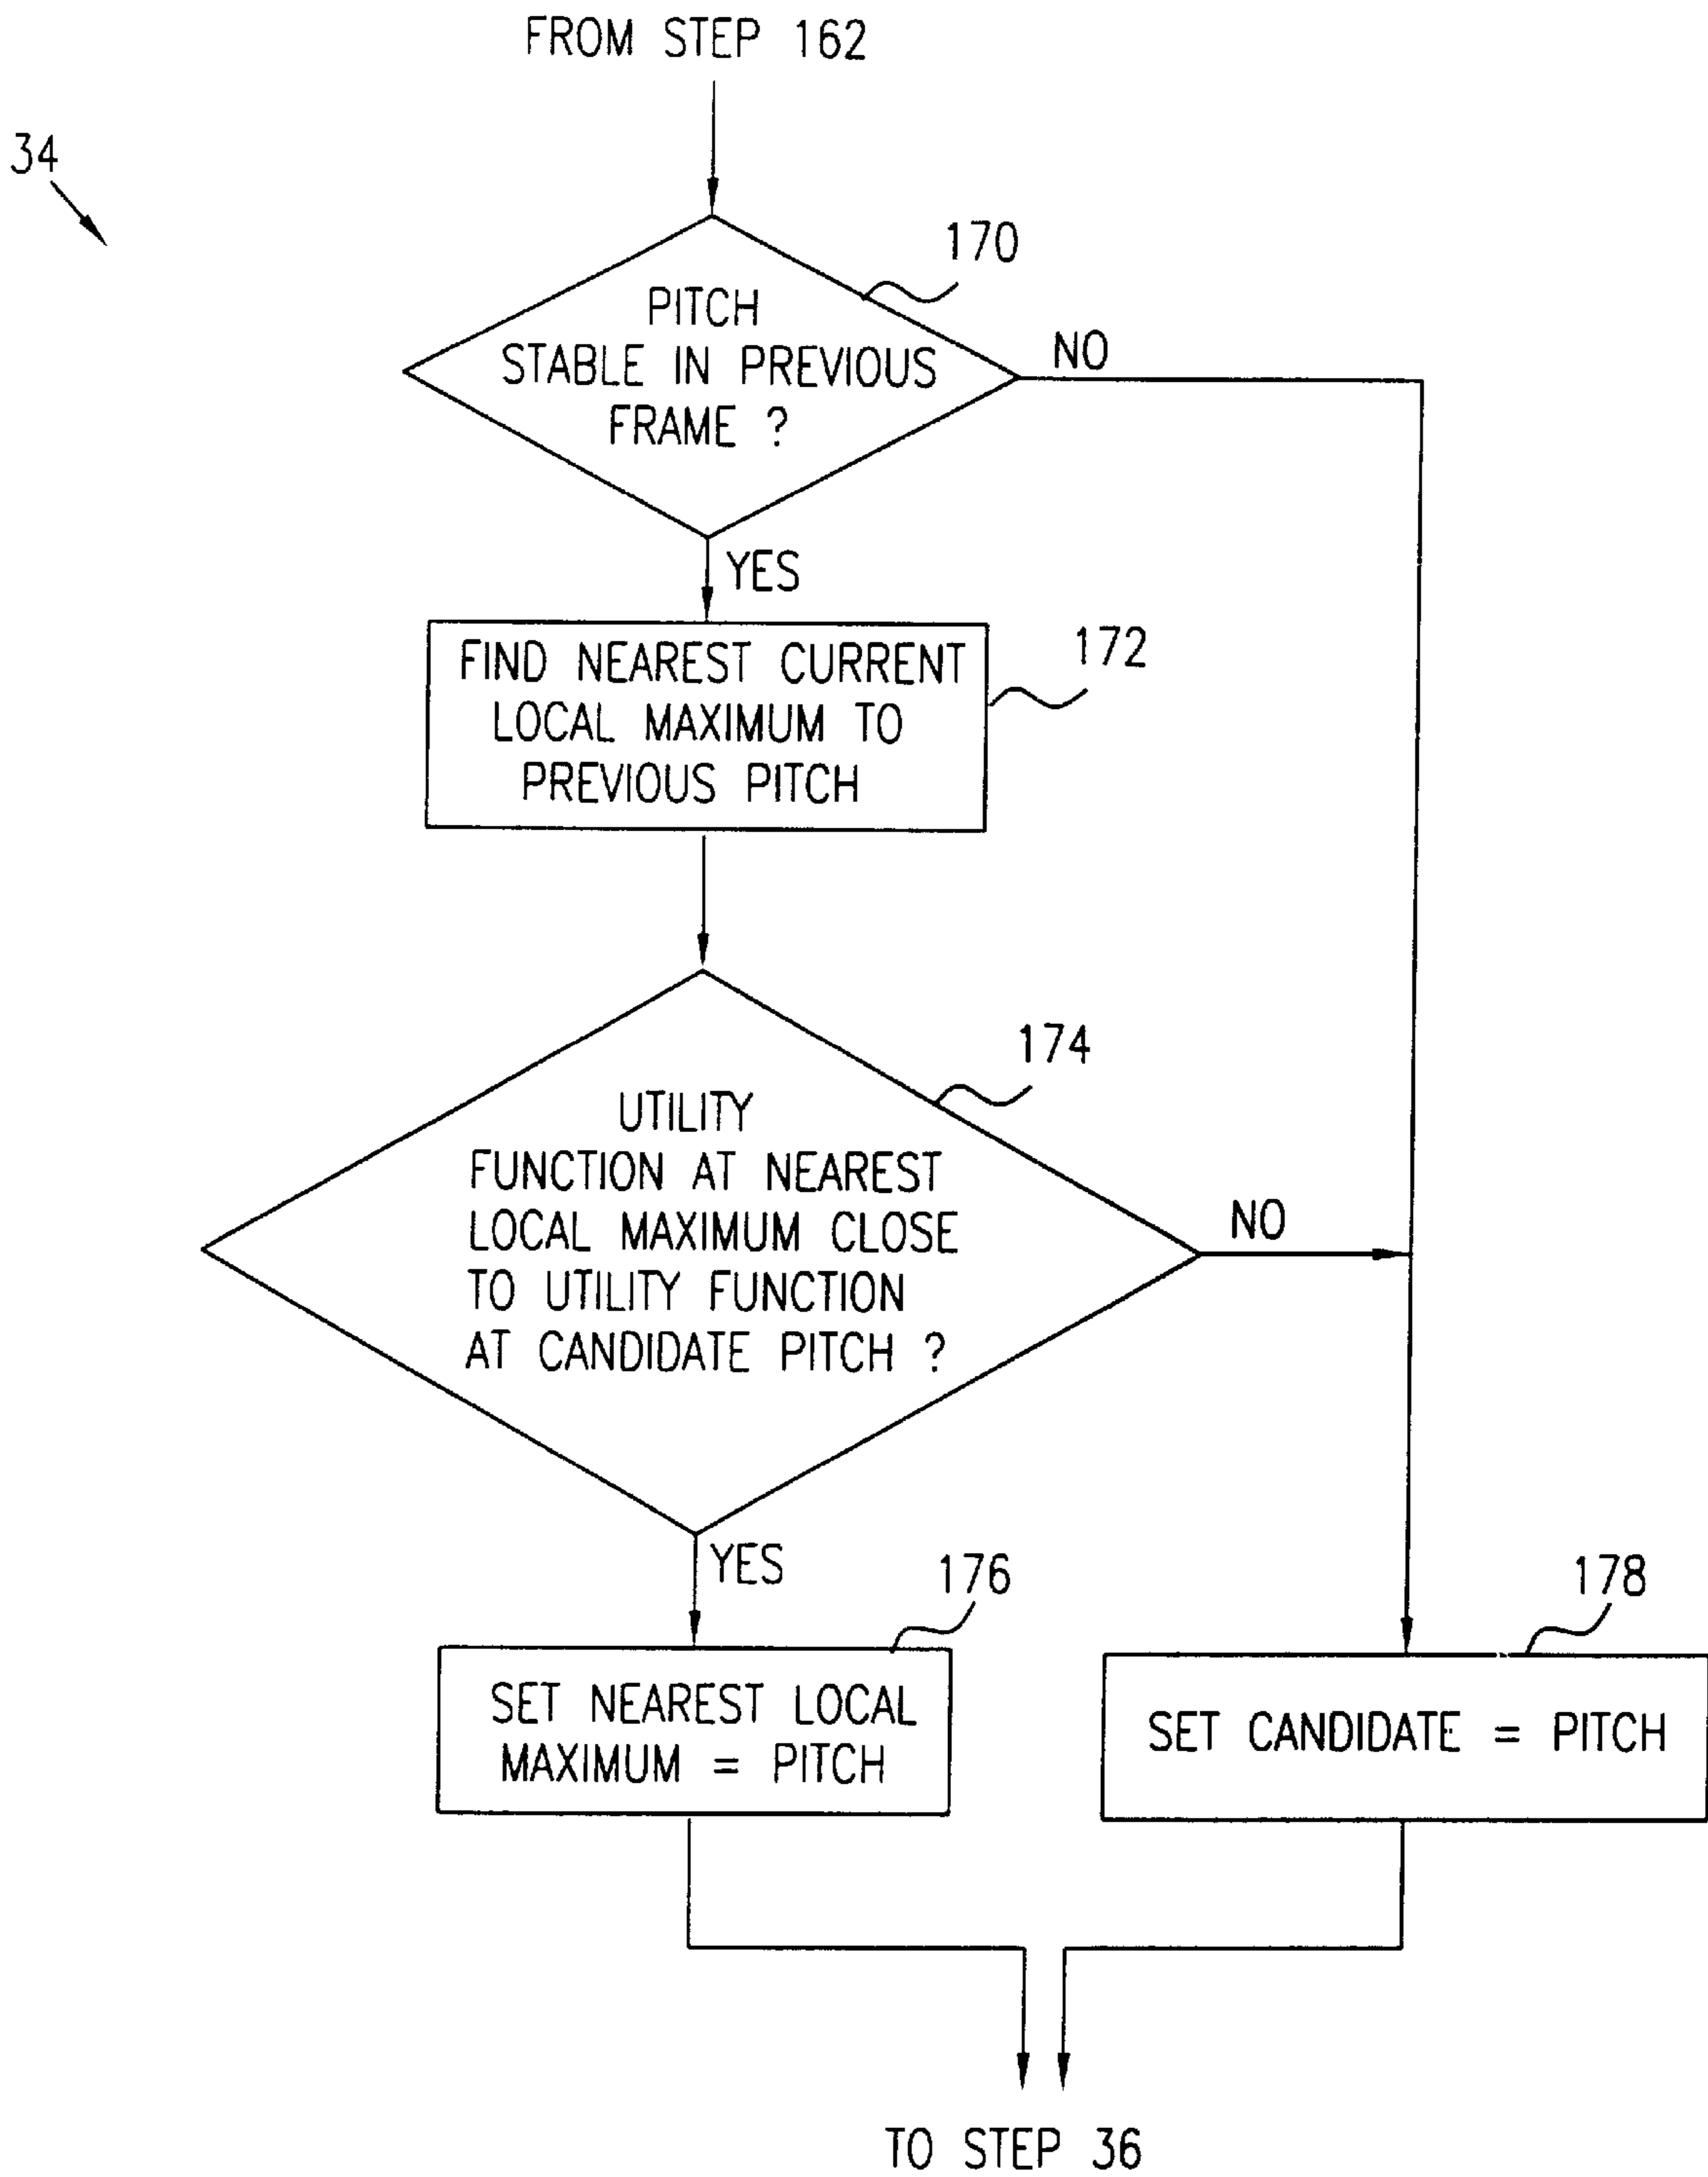 FROM STEP 162
34
170
PITCH
STABLE IN PREVIOUS
FRAME ?
NO
YES
172
FIND NEAREST CURRENT
LOCAL MAXIMUM TO
PREVIOUS PITCH
174
UTILITY
FUNCTION AT NEAREST
LOCAL MAXIMUM CLOSE
TO UTILITY FUNCTION
AT CANDIDATE PITCH ?
NO
YES
176
SET NEAREST LOCAL
MAXIMUM = PITCH
178
SET CANDIDATE = PITCH
TO STEP 36